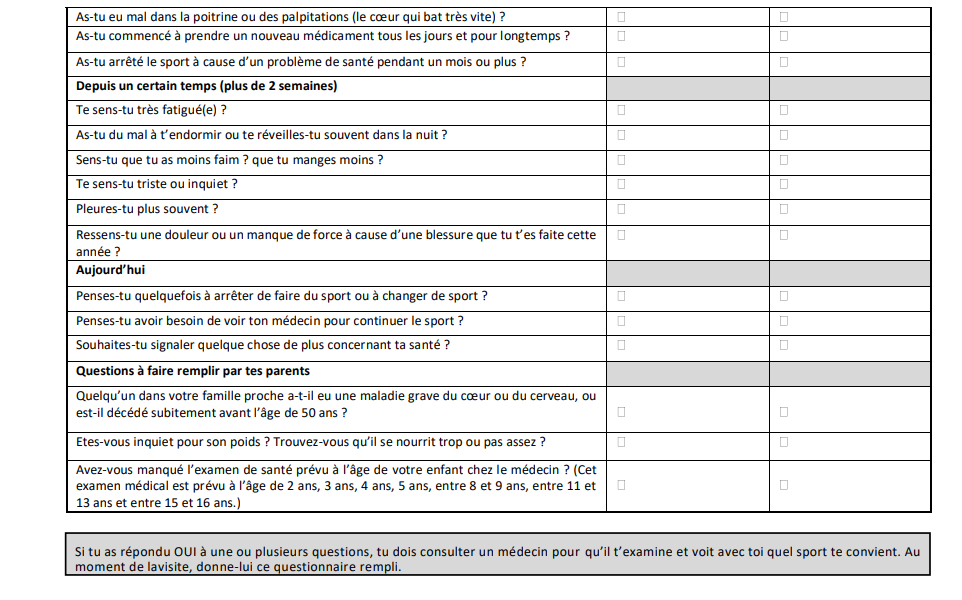 As-tu eu mal dans la poitrine ou des palpitations (le cœur qui bat très vite) ?
As-tu commencé à prendre un nouveau médicament tous les jours et pour longtemps ?
As-tu arrêté le sport à cause d’un problème de santé pendant un mois ou plus ?
Depuis un certain temps (plus de 2 semaines)
Te sens-tu très fatigué(e) ?
As-tu du mal à t’endormir ou te réveilles-tu souvent dans la nuit ?
Sens-tu que tu as moins faim ? que tu manges moins ?
Te sens-tu triste ou inquiet ?
Pleures-tu plus souvent ?
Ressens-tu une douleur ou un manque de force à cause d’une blessure que tu t’es faite cette
année ?
Aujourd’hui
Penses-tu quelquefois à arrêter de faire du sport ou à changer de sport ?
Penses-tu avoir besoin de voir ton médecin pour continuer le sport ?
Souhaites-tu signaler quelque chose de plus concernant ta santé ?
Questions à faire remplir par tes parents
Quelqu’un dans votre famille proche a-t-il eu une maladie grave du cœur ou du cerveau, ou
est-il décédé subitement avant l’âge de 50 ans ?
Etes-vous inquiet pour son poids ? Trouvez-vous qu’il se nourrit trop ou pas assez ?
Avez-vous manqué l’examen de santé prévu à l’âge de votre enfant chez le médecin ? (Cet
examen médical est prévu à l’âge de 2 ans, 3 ans, 4 ans, 5 ans, entre 8 et 9 ans, entre 11 et
13 ans et entre 15 et 16 ans.)
Si tu as répondu OUI à une ou plusieurs questions, tu dois consulter un médecin pour qu’il t’examine et voit avec toi quel sport te convient. Au
moment de lavisite, donne-lui ce questionnaire rempli.